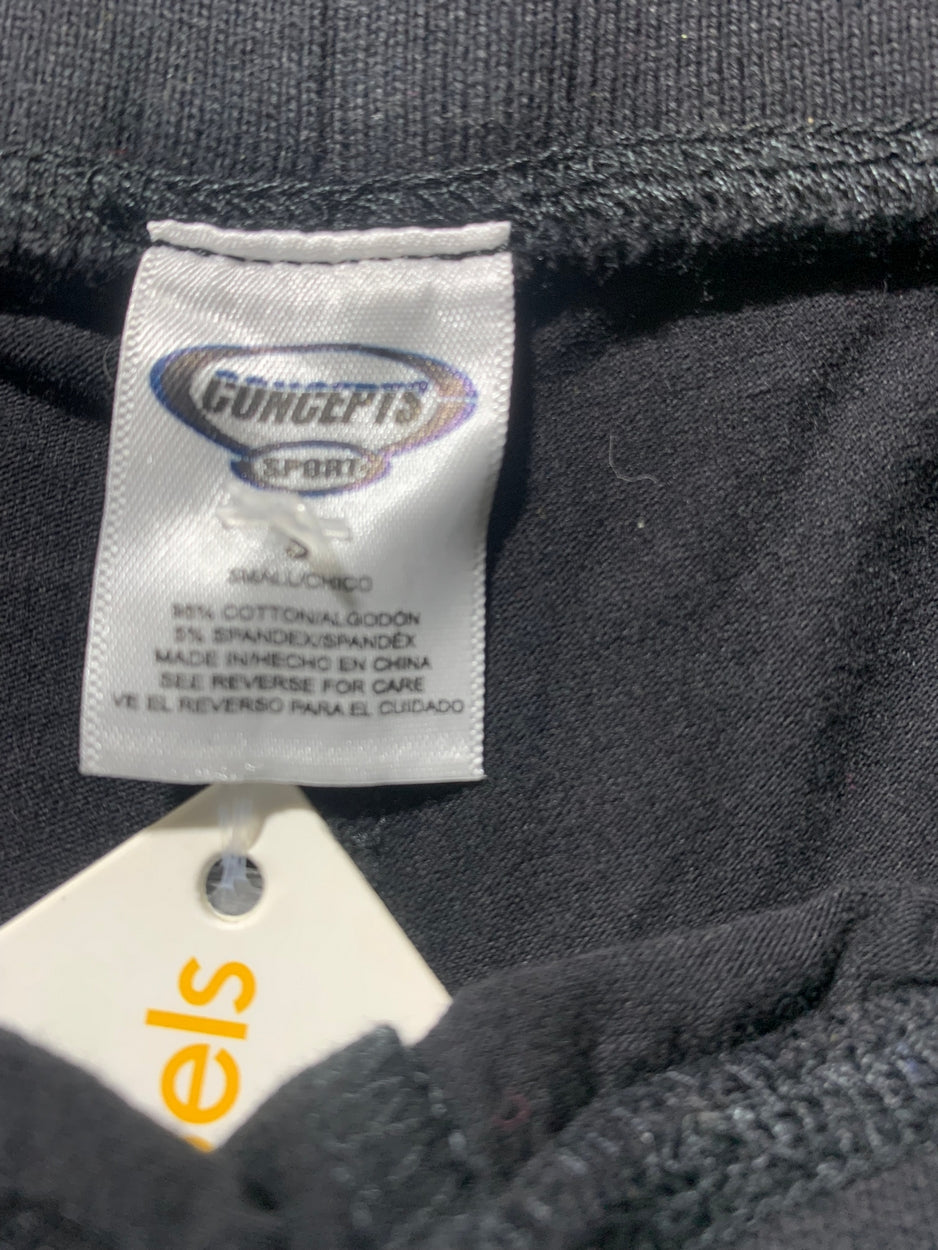 CONCEPTS
SPORT
S
SMALL/CHICO
95% COTTON/ALGODÓN
5% SPANDEX/SPANDÉX
MADE IN/HECHO EN CHINA
SEE REVERSE FOR CARE
VE EL REVERSO PARA EL CUIDADO
els